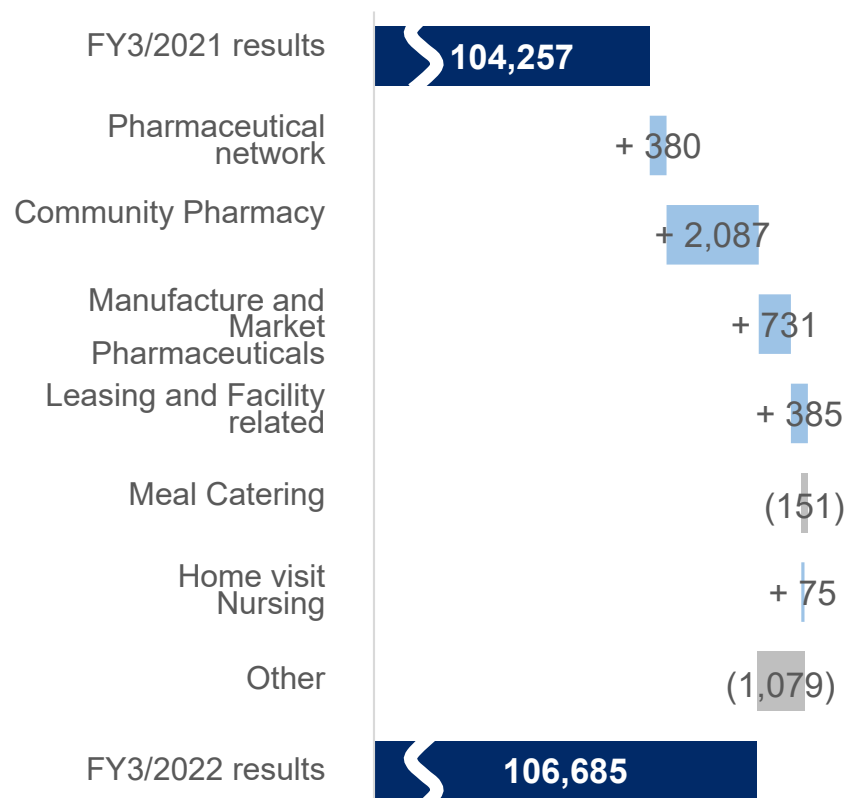 FY3/2021 results
104,257
Pharmaceutical
network
+ 380
Community Pharmacy
+ 2,087
Manufacture and
Market
Pharmaceuticals
+ 731
Leasing and Facility
related
+ 385
Meal Catering
(151)
Home visit
Nursing
+ 75
Other
(1,079)
FY3/2022 results
106,685